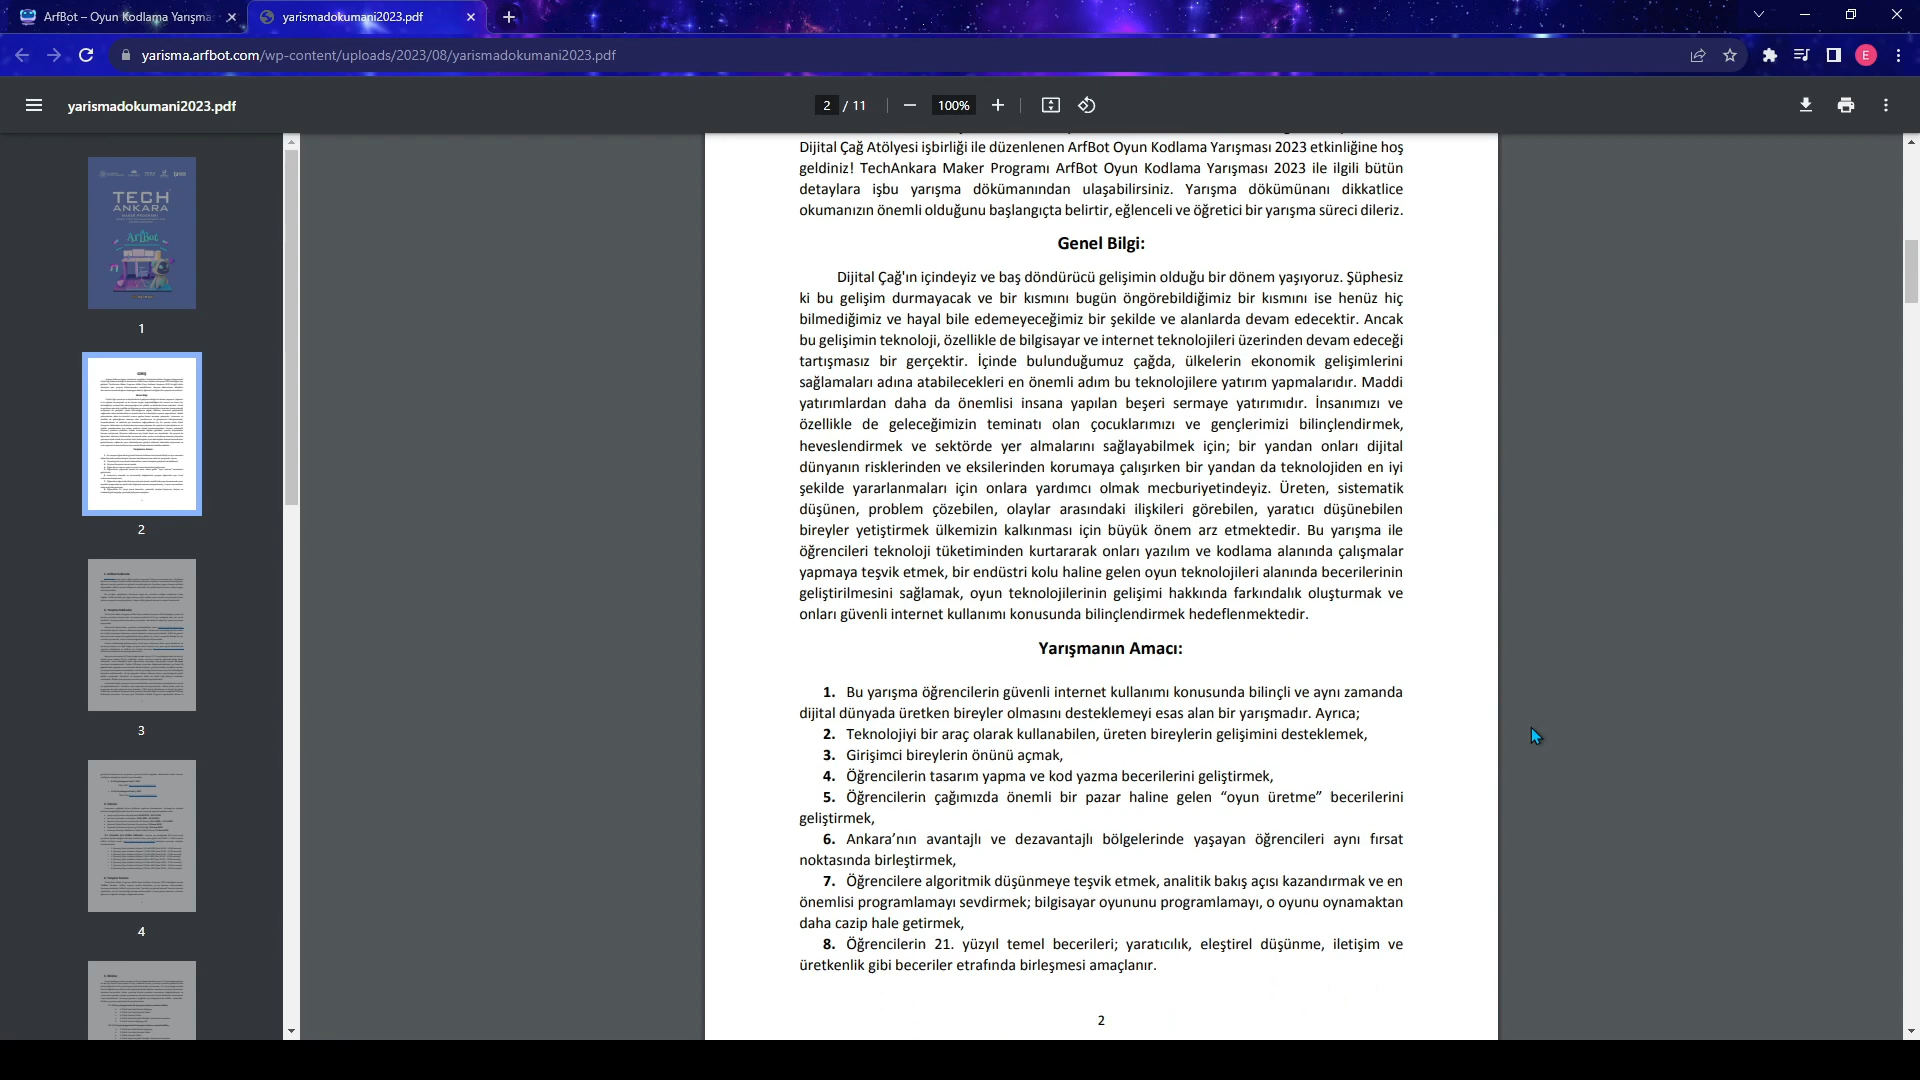 ArfBot – Oyun Kodlama Yarışma
yarismadokumani2023.pdf
yarisma.arfbot.com/wp-content/uploads/2023/08/yarismadokumani2023.pdf
E
yarismadokumani2023.pdf
2 / 11
100%
TECH
ANKARA
ArfBot
1
2
3
4
Dijital Çağ Atölyesi işbirliği ile düzenlenen ArfBot Oyun Kodlama Yarışması 2023 etkinliğine hoş
geldiniz! TechAnkara Maker Programı ArfBot Oyun Kodlama Yarışması 2023 ile ilgili bütün
detaylara işbu yarışma dökümanından ulaşabilirsiniz. Yarışma dökümünanı dikkatlice
okumanızın önemli olduğunu başlangıçta belirtir, eğlenceli ve öğretici bir yarışma süreci dileriz.
Genel Bilgi:
Dijital Çağ'ın içindeyiz ve baş döndürücü gelişimin olduğu bir dönem yaşıyoruz. Şüphesiz
ki bu gelişim durmayacak ve bir kısmını bugün öngörebildiğimiz bir kısmını ise henüz hiç
bilmediğimiz ve hayal bile edemeyeceğimiz bir şekilde ve alanlarda devam edecektir. Ancak
bu gelişimin teknoloji, özellikle de bilgisayar ve internet teknolojileri üzerinden devam edeceği
tartışmasız bir gerçektir. İçinde bulunduğumuz çağda, ülkelerin ekonomik gelişimlerini
sağlamaları adına atabilecekleri en önemli adım bu teknolojilere yatırım yapmalarıdır. Maddi
yatırımlardan daha da önemlisi insana yapılan beşeri sermaye yatırımıdır. İnsanımızı ve
özellikle de geleceğimizin teminatı olan çocuklarımızı ve gençlerimizi bilinçlendirmek,
heveslendirmek ve sektörde yer almalarını sağlayabilmek için; bir yandan onları dijital
dünyanın risklerinden ve eksilerinden korumaya çalışırken bir yandan da teknolojiden en iyi
şekilde yararlanmaları için onlara yardımcı olmak mecburiyetindeyiz. Üreten, sistematik
düşünen, problem çözebilen, olaylar arasındaki ilişkileri görebilen, yaratıcı düşünebilen
bireyler yetiştirmek ülkemizin kalkınması için büyük önem arz etmektedir. Bu yarışma ile
öğrencileri teknoloji tüketiminden kurtararak onları yazılım ve kodlama alanında çalışmalar
yapmaya teşvik etmek, bir endüstri kolu haline gelen oyun teknolojileri alanında becerilerinin
geliştirilmesini sağlamak, oyun teknolojilerinin gelişimi hakkında farkındalık oluşturmak ve
onları güvenli internet kullanımı konusunda bilinçlendirmek hedeflenmektedir.
Yarışmanın Amacı:
1. Bu yarışma öğrencilerin güvenli internet kullanımı konusunda bilinçli ve aynı zamanda
dijital dünyada üretken bireyler olmasını desteklemeyi esas alan bir yarışmadır. Ayrıca;
2. Teknolojiyi bir araç olarak kullanabilen, üreten bireylerin gelişimini desteklemek,
3. Girişimci bireylerin önünü açmak,
4. Öğrencilerin tasarım yapma ve kod yazma becerilerini geliştirmek,
5. Öğrencilerin çağımızda önemli bir pazar haline gelen “oyun üretme” becerilerini
geliştirmek,
6. Ankara’nın avantajlı ve dezavantajlı bölgelerinde yaşayan öğrencileri aynı fırsat
noktasında birleştirmek,
7. Öğrencilere algoritmik düşünmeye teşvik etmek, analitik bakış açısı kazandırmak ve en
önemlisi programlamayı sevdirmek; bilgisayar oyununu programlamayı, o oyunu oynamaktan
daha cazip hale getirmek,
8. Öğrencilerin 21. yüzyıl temel becerileri; yaratıcılık, eleştirel düşünme, iletişim ve
üretkenlik gibi beceriler etrafında birleşmesi amaçlanır.
2